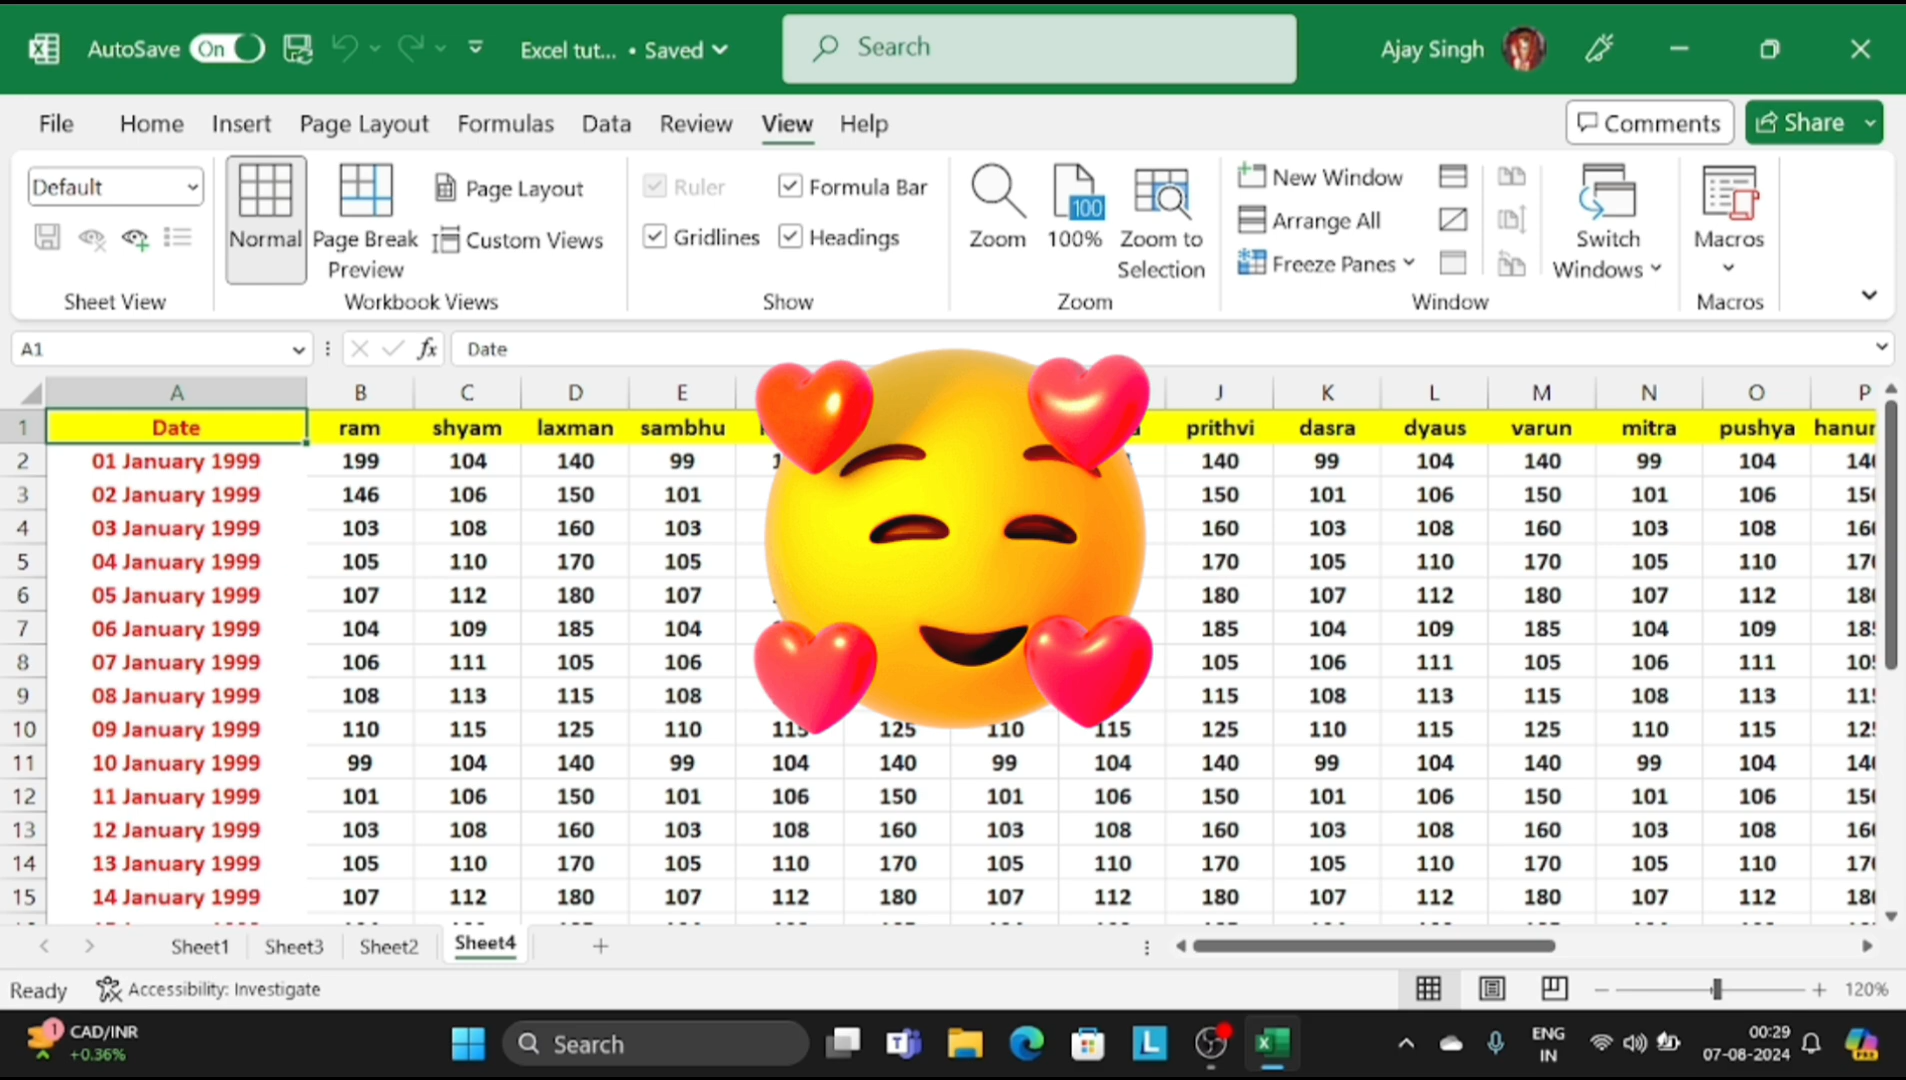 AutoSave On Excel tut... • Saved Search Ajay Singh
File Home Insert Page Layout Formulas Data Review View Help Comments Share
Default Normal Page Break Preview Page Layout Custom Views Ruler Formula Bar Gridlines Headings Zoom 100 100% Zoom to Selection New Window Arrange All Freeze Panes Switch Windows Macros
Sheet View Workbook Views Show Zoom Window Macros
A1 fx Date
A B C D E J K L M N O P
1 Date ram shyam laxman sambhu prithvi dasra dyaus varun mitra pushya
2 01 January 1999 199 104 140 99 140 99 104 140 99 104
3 02 January 1999 146 106 150 101 150 101 106 150 101 106
4 03 January 1999 103 108 160 103 160 103 108 160 103 108
5 04 January 1999 105 110 170 105 170 105 110 170 105 110
6 05 January 1999 107 112 180 107 180 107 112 180 107 112
7 06 January 1999 104 109 185 104 185 104 109 185 104 109
8 07 January 1999 106 111 105 106 105 106 111 105 106 111
9 08 January 1999 108 113 115 108 115 108 113 115 108 113
10 09 January 1999 110 115 125 110 115 125 110 115 125 110 115 125 110 115
11 10 January 1999 99 104 140 99 104 140 99 104 140 99 104 140 99 104
12 11 January 1999 101 106 150 101 106 150 101 106 150 101 106 150 101 106
13 12 January 1999 103 108 160 103 108 160 103 108 160 103 108 160 103 108
14 13 January 1999 105 110 170 105 110 170 105 110 170 105 110 170 105 110
15 14 January 1999 107 112 180 107 112 180 107 112 180 107 112 180 107 112
Sheet1 Sheet3 Sheet2 Sheet4
Ready Accessibility: Investigate 120%
1 CAD/INR Search ENG 00:29
+0.36% IN 07-08-2024